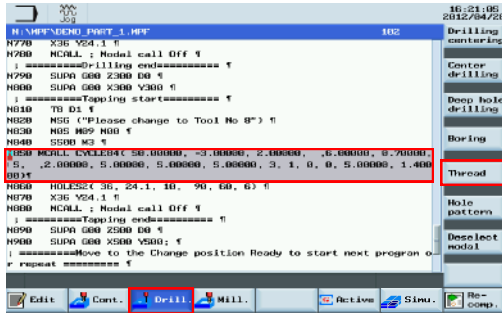 Jog
16:21:05
2012/04/20
N:\MPF\DEMO_PART_1.MPF 102
N770 X36 Y24.1 ¶
N780 MCALL ; Modal call Off ¶
; =========Drilling end========= ¶
N790 SUPA G00 Z300 D0 ¶
N800 SUPA G00 X300 Y300 ¶
; =========Tapping start========= ¶
N810 T8 D1 ¶
N820 MSG ("Please change to Tool No 8") ¶
N830 M05 M09 M00 ¶
N840 S500 M3 ¶
N850 MCALL CYCLE84( 50.00000, -3.00000, 2.00000, ,6.00000, 0.70000,
5, ,2.00000, 5.00000, 5.00000, 5.00000, 3, 1, 0, 0, 5.00000, 1.400
00)¶
N860 HOLES2( 36, 24.1, 10, 90, 60, 6) ¶
N870 X36 Y24.1 ¶
N880 MCALL ; Modal call Off ¶
; =========Tapping end========= ¶
N890 SUPA G00 Z500 D0 ¶
N900 SUPA G00 X500 Y500; ¶
; =========Move to the Change position Ready to start next program o
r repeat ========= ¶
Drilling
centering
Center
drilling
Deep hole
drilling
Boring
Thread
Hole
pattern
Deselect
modal
Edit
Cont.
Drill.
Mill.
Active
Simu.
Re-
comp.